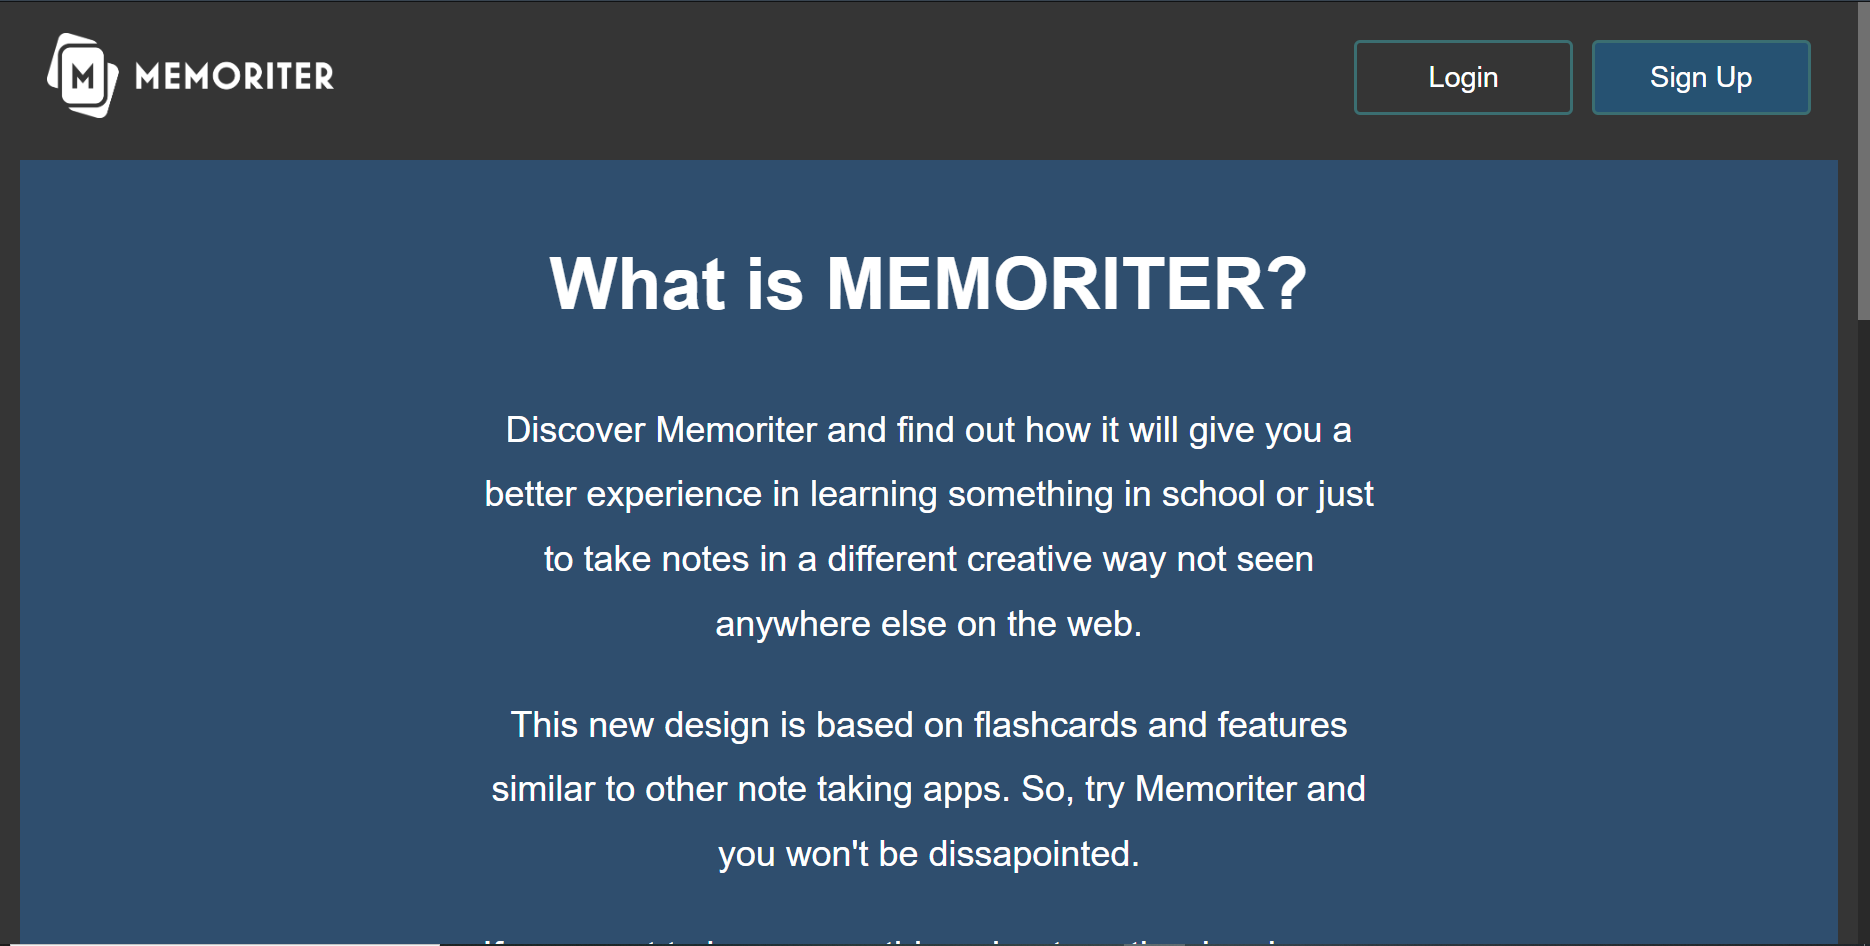 M MEMORITER
Login
Sign Up
What is MEMORITER?
Discover Memoriter and find out how it will give you a
better experience in learning something in school or just
to take notes in a different creative way not seen
anywhere else on the web.
This new design is based on flashcards and features
similar to other note taking apps. So, try Memoriter and
you won't be dissapointed.